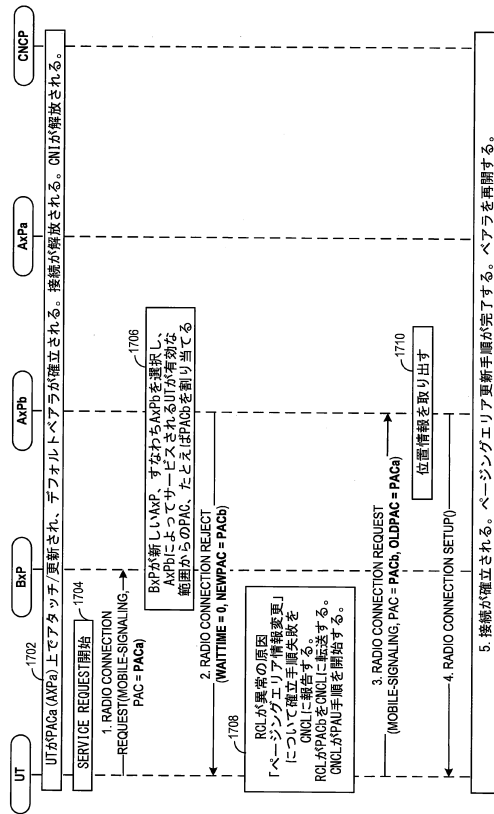 UT
BxP
AxPb
AxPa
CNCP
1702
UTがPACa(AXPa)上でアタッチ/更新され、デフォルトベアラが確立される。接続が解放される。CNIが解放される。
SERVICE REQUEST開始
1704
1. RADIO CONNECTION
REQUEST(MOBILE-SIGNALING,
PAC = PACa)
1706
BxPが新しいAxP、すなわちAxPbを選択し、
AxPbによってサービスされるUTが有効な
範囲からのPAC、たとえばPACbを割り当てる
2. RADIO CONNECTION REJECT
(WAITTIME = 0, NEWPAC = PACb)
1708
RCLが異常の原因
「ページングエリア情報変更」
について確立手順失敗を
CNCLに報告する。
RCLがPACbをCNCLに転送する。
CNCLがPAU手順を開始する。
3. RADIO CONNECTION REQUEST
(MOBILE-SIGNALING, PAC = PACb, OLDPAC = PACa)
1710
位置情報を取り出す
4. RADIO CONNECTION SETUP()
5. 接続が確立される。ページングエリア更新手順が完了する。ベアラを再開する。